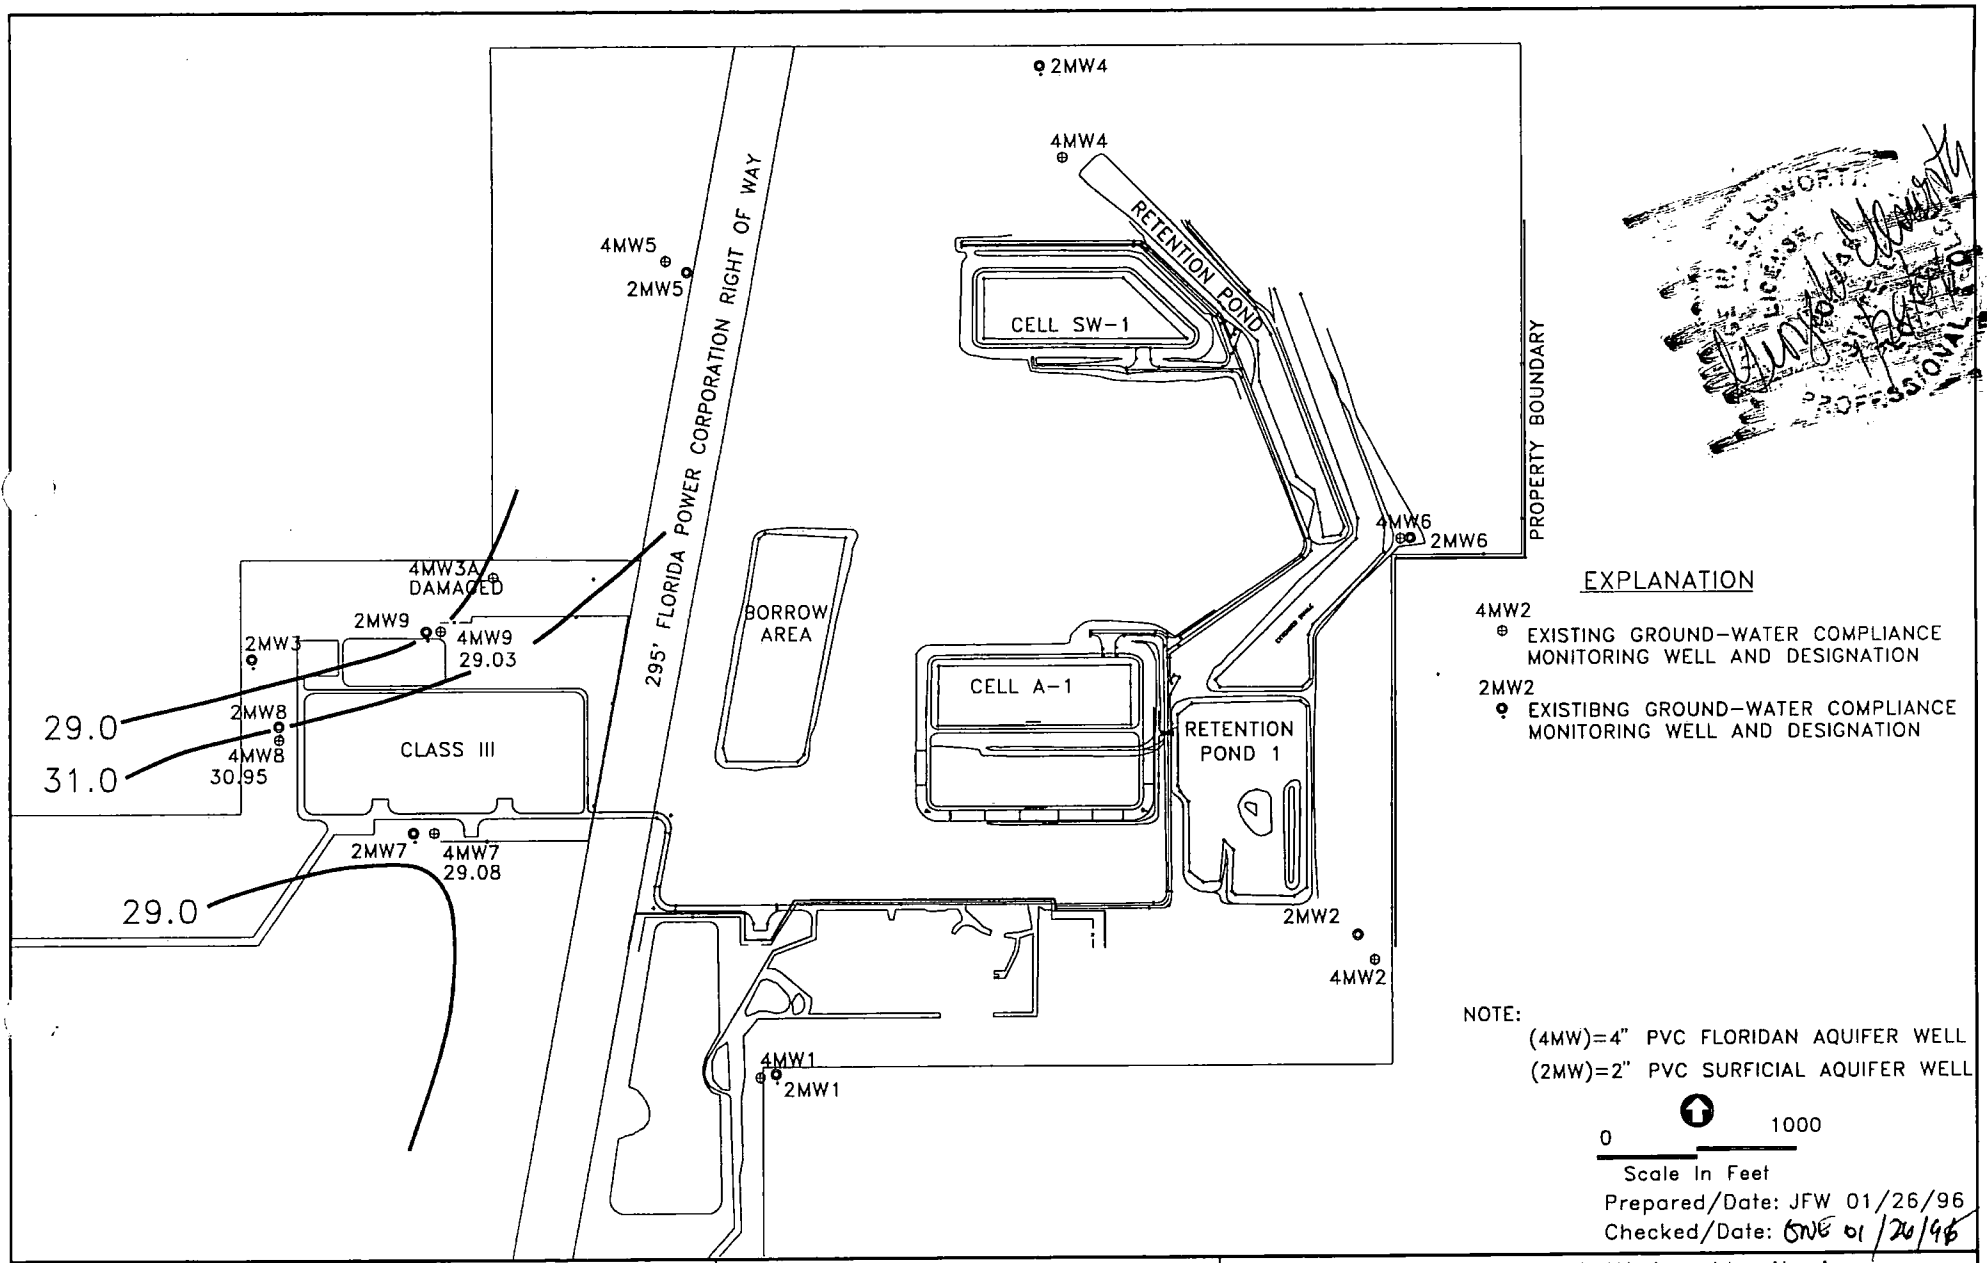 2MW4
4MW4
RETENTION POND
4MW5
2MW5
295' FLORIDA POWER CORPORATION RIGHT OF WAY
CELL SW-1
ELLSWORTH
LICENSE
PROFESSIONAL
PROPERTY BOUNDARY
4MW6
2MW6
4MW3A
DAMAGED
2MW9
4MW9
29.03
2MW3
BORROW
AREA
CELL A-1
RETENTION
POND 1
29.0
2MW8
31.0
4MW8
30.95
CLASS III
2MW7
4MW7
29.08
29.0
2MW2
4MW2
4MW1
2MW1
EXPLANATION
4MW2
EXISTING GROUND-WATER COMPLIANCE
MONITORING WELL AND DESIGNATION
2MW2
EXISTIBNG GROUND-WATER COMPLIANCE
MONITORING WELL AND DESIGNATION
NOTE:
(4MW)=4" PVC FLORIDAN AQUIFER WELL
(2MW)=2" PVC SURFICIAL AQUIFER WELL
0 1000
Scale In Feet
Prepared/Date: JFW 01/26/96
Checked/Date: 01/26/96